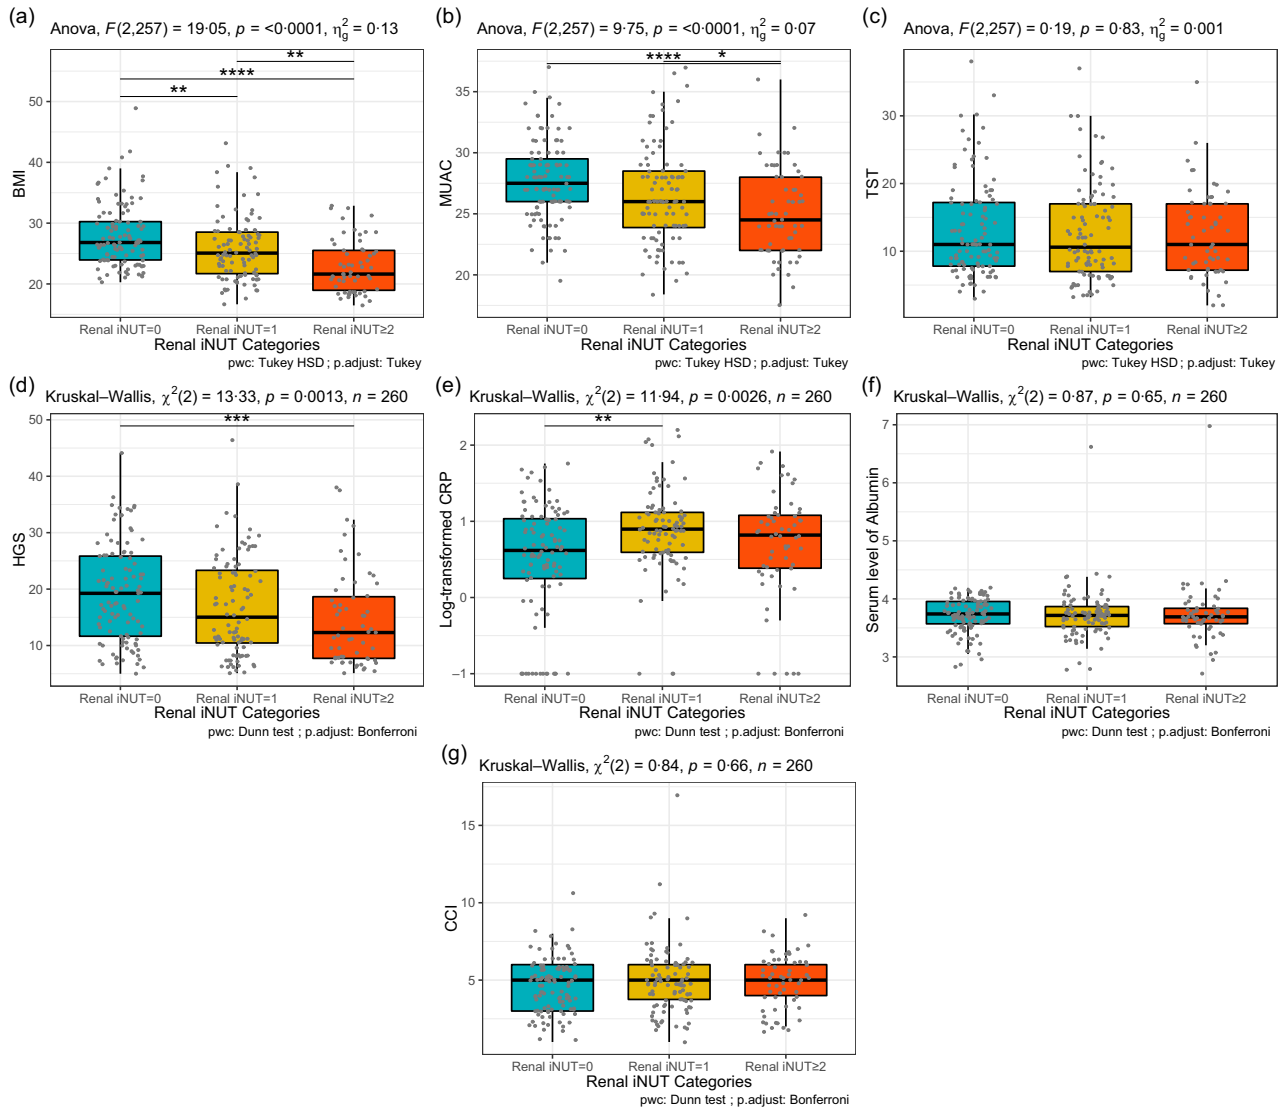 (a)
Anova, F(2,257) = 19·05, p = <0·0001, η²g = 0·13
**
****
**
50
40
30
20
BMI
Renal iNUT=0 Renal iNUT=1 Renal iNUT≥2
Renal iNUT Categories
pwc: Tukey HSD ; p.adjust: Tukey
(b)
Anova, F(2,257) = 9·75, p = <0·0001, η²g = 0·07
**** *
35
30
25
20
MUAC
Renal iNUT=0 Renal iNUT=1 Renal iNUT≥2
Renal iNUT Categories
pwc: Tukey HSD ; p.adjust: Tukey
(c)
Anova, F(2,257) = 0·19, p = 0·83, η²g = 0·001
30
20
10
TST
Renal iNUT=0 Renal iNUT=1 Renal iNUT≥2
Renal iNUT Categories
pwc: Tukey HSD ; p.adjust: Tukey
(d)
Kruskal–Wallis, χ²(2) = 13·33, p = 0·0013, n = 260
***
50
40
30
20
10
HGS
Renal iNUT=0 Renal iNUT=1 Renal iNUT≥2
Renal iNUT Categories
pwc: Dunn test ; p.adjust: Bonferroni
(e)
Kruskal–Wallis, χ²(2) = 11·94, p = 0·0026, n = 260
**
2
1
0
−1
Log-transformed CRP
Renal iNUT=0 Renal iNUT=1 Renal iNUT≥2
Renal iNUT Categories
pwc: Dunn test ; p.adjust: Bonferroni
(f)
Kruskal–Wallis, χ²(2) = 0·87, p = 0·65, n = 260
7
6
5
4
3
Serum level of Albumin
Renal iNUT=0 Renal iNUT=1 Renal iNUT≥2
Renal iNUT Categories
pwc: Dunn test ; p.adjust: Bonferroni
(g)
Kruskal–Wallis, χ²(2) = 0·84, p = 0·66, n = 260
15
10
5
CCI
Renal iNUT=0 Renal iNUT=1 Renal iNUT≥2
Renal iNUT Categories
pwc: Dunn test ; p.adjust: Bonferroni